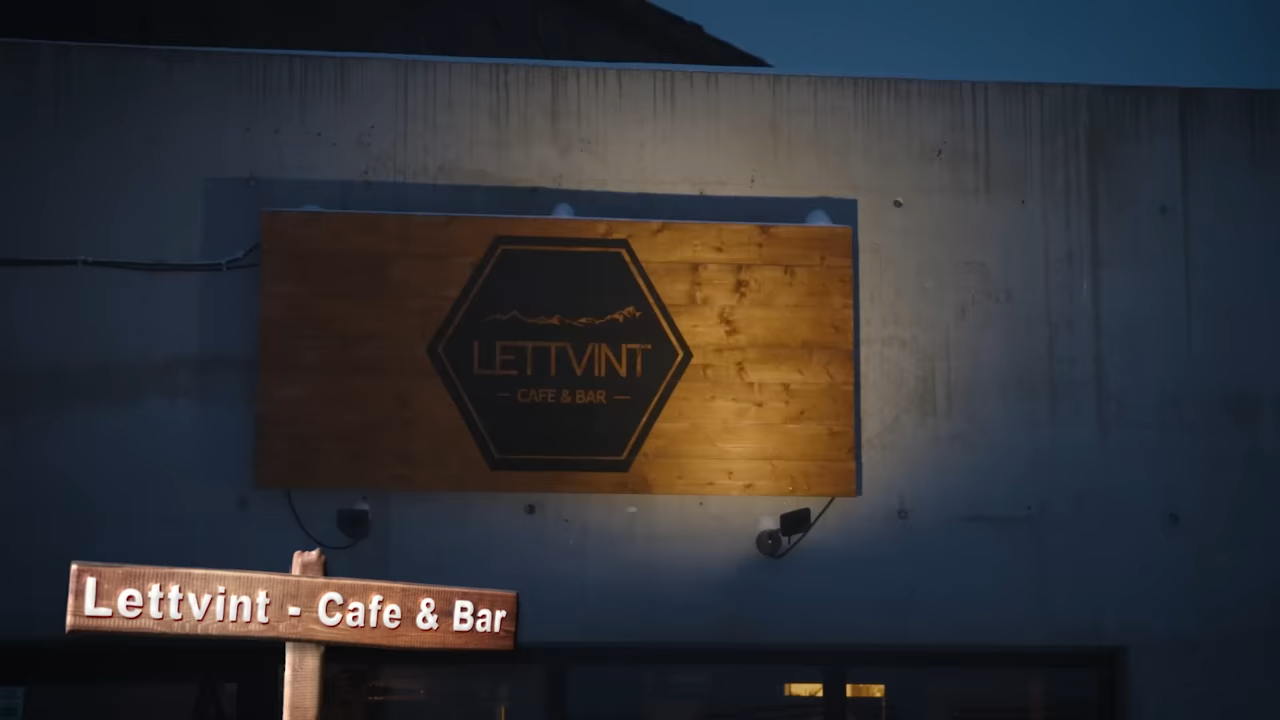 LETTVINT
— CAFE & BAR —
Lettvint - Cafe & Bar